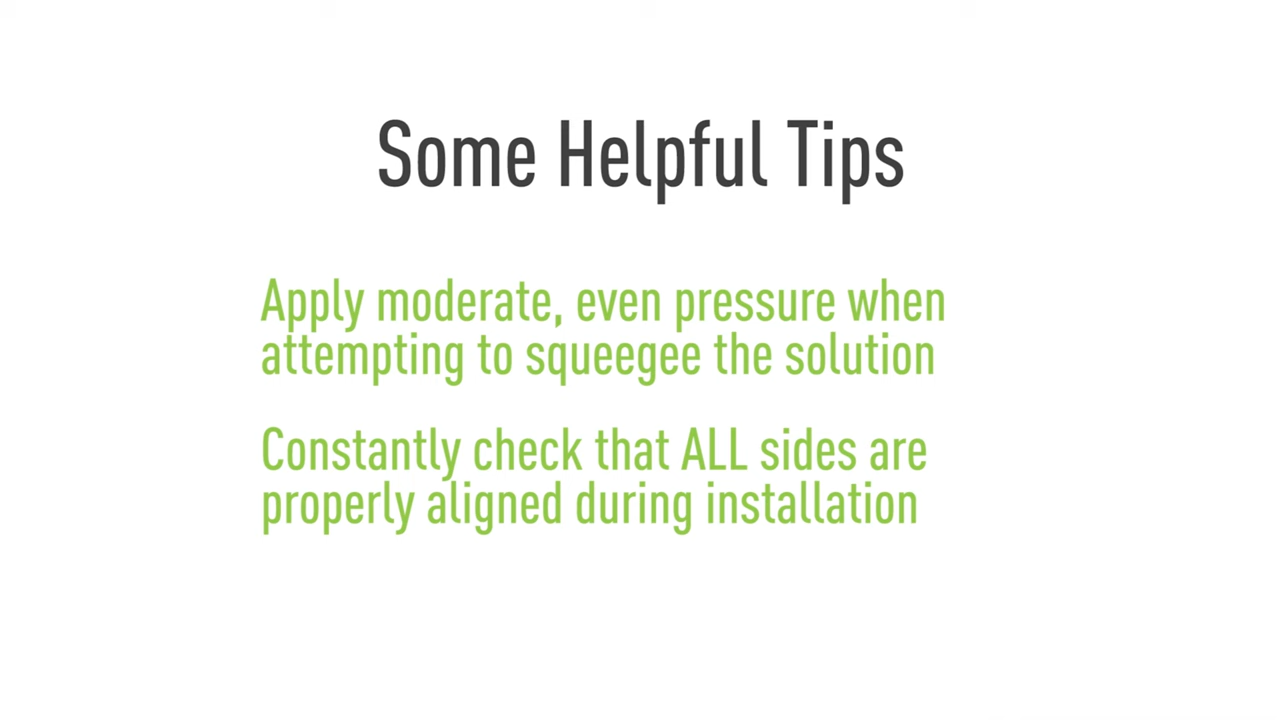 Some Helpful Tips
Apply moderate, even pressure when
attempting to squeegee the solution
Constantly check that ALL sides are
properly aligned during installation